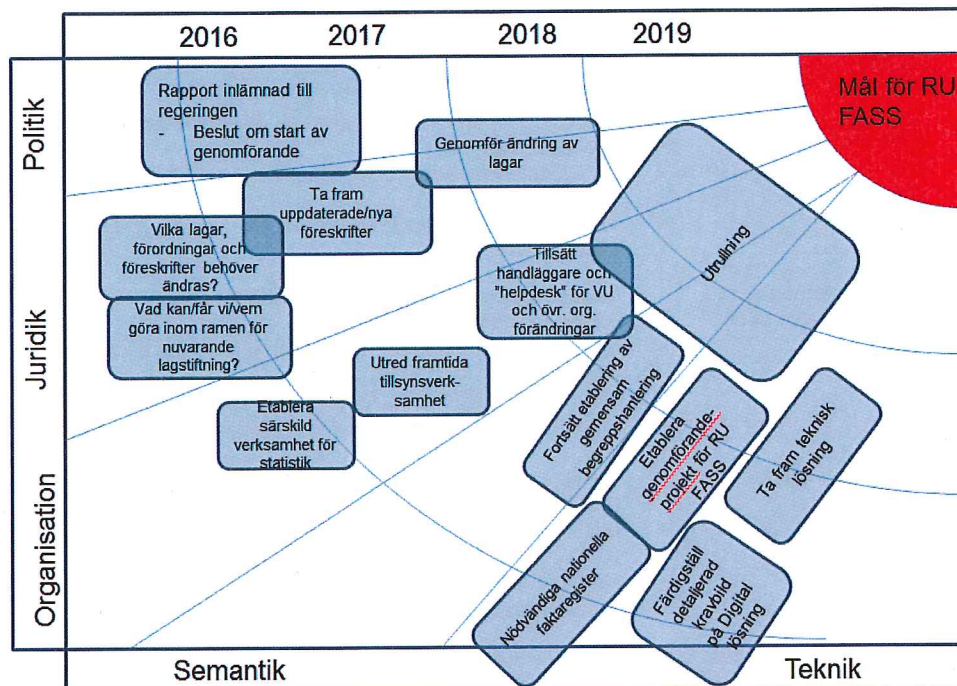 2016 2017 2018 2019
Politik
Juridik
Organisation
Rapport inlämnad till
regeringen
- Beslut om start av
genomförande
Genomför ändring av
lagar
Mål för RU
FASS
Ta fram
uppdaterade/nya
föreskrifter
Vilka lagar,
förordningar och
föreskrifter behöver
ändras?
Tillsätt
handläggare och
"helpdesk" för VU
och övr. org.
förändringar
Utrullning
Vad kan/får vi/vem
göra inom ramen för
nuvarande
lagstiftning?
Utred framtida
tillsynsverk-
samhet
Etablera
särskild
verksamhet för
statistik
Fortsätt etablering av
gemensam
begreppshantering
Etablera
genomförande-
projekt för RU
FASS
Ta fram teknisk
lösning
Nödvändiga nationella
faktaregister
Färdigställ
detaljerad
kravbild
på Digital
lösning
Semantik Teknik